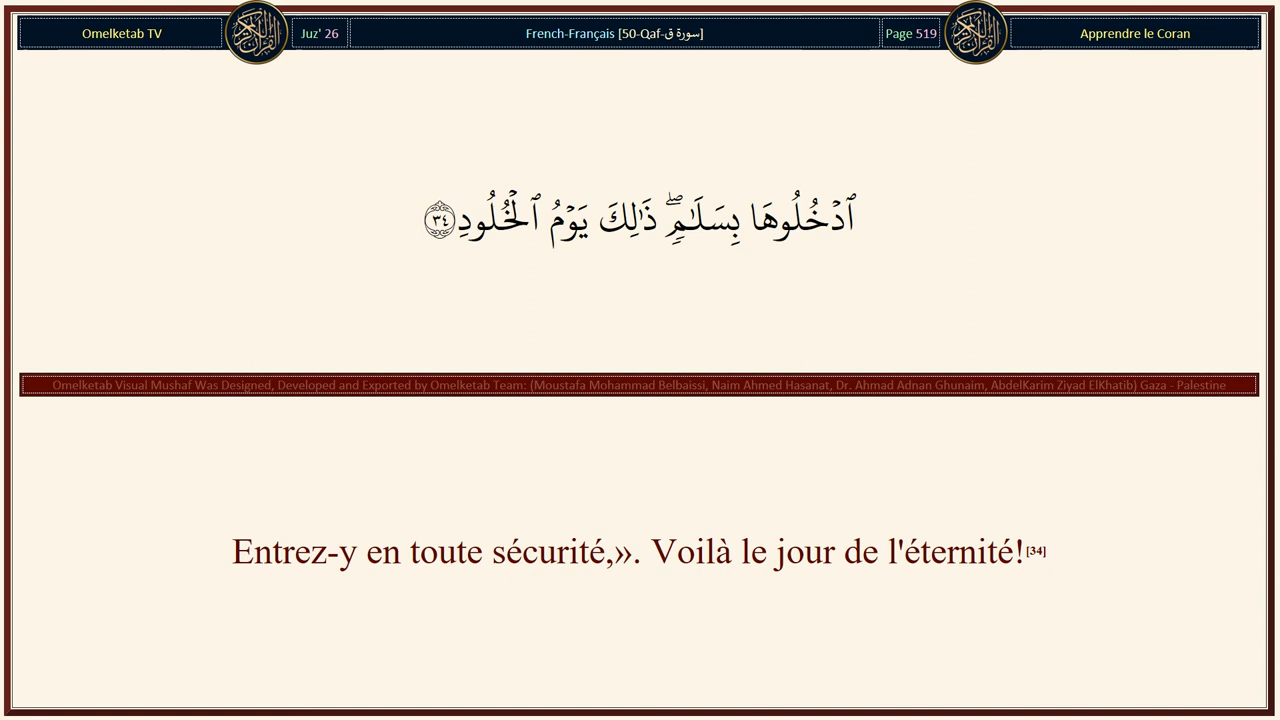 Omelketab TV
Juz' 26
French-Français [50-Qaf-سورة ق]
Page 519
Apprendre le Coran
ٱدۡخُلُوهَا بِسَلَٰمٖۖ ذَٰلِكَ يَوۡمُ ٱلۡخُلُودِ ٣٤
Omelketab Visual Mushaf Was Designed, Developed and Exported by Omelketab Team: (Moustafa Mohammad Belbaissi, Naim Ahmed Hasanat, Dr. Ahmad Adnan Ghunaim, AbdelKarim Ziyad ElKhatib) Gaza - Palestine
Entrez-y en toute sécurité,». Voilà le jour de l'éternité![34]